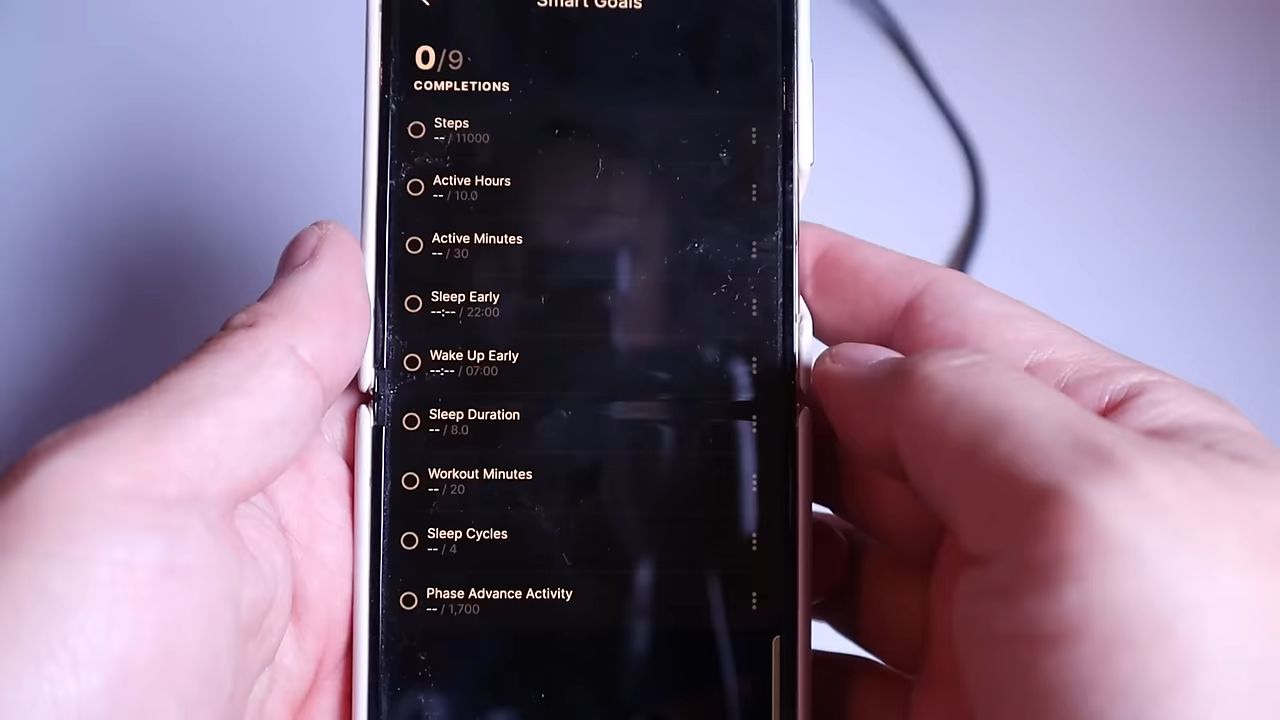 Smart Goals
0/9
COMPLETIONS
Steps
-- / 11000
Active Hours
-- / 10.0
Active Minutes
-- / 30
Sleep Early
--:-- / 22:00
Wake Up Early
--:-- / 07:00
Sleep Duration
-- / 8.0
Workout Minutes
-- / 20
Sleep Cycles
-- / 4
Phase Advance Activity
-- / 1,700